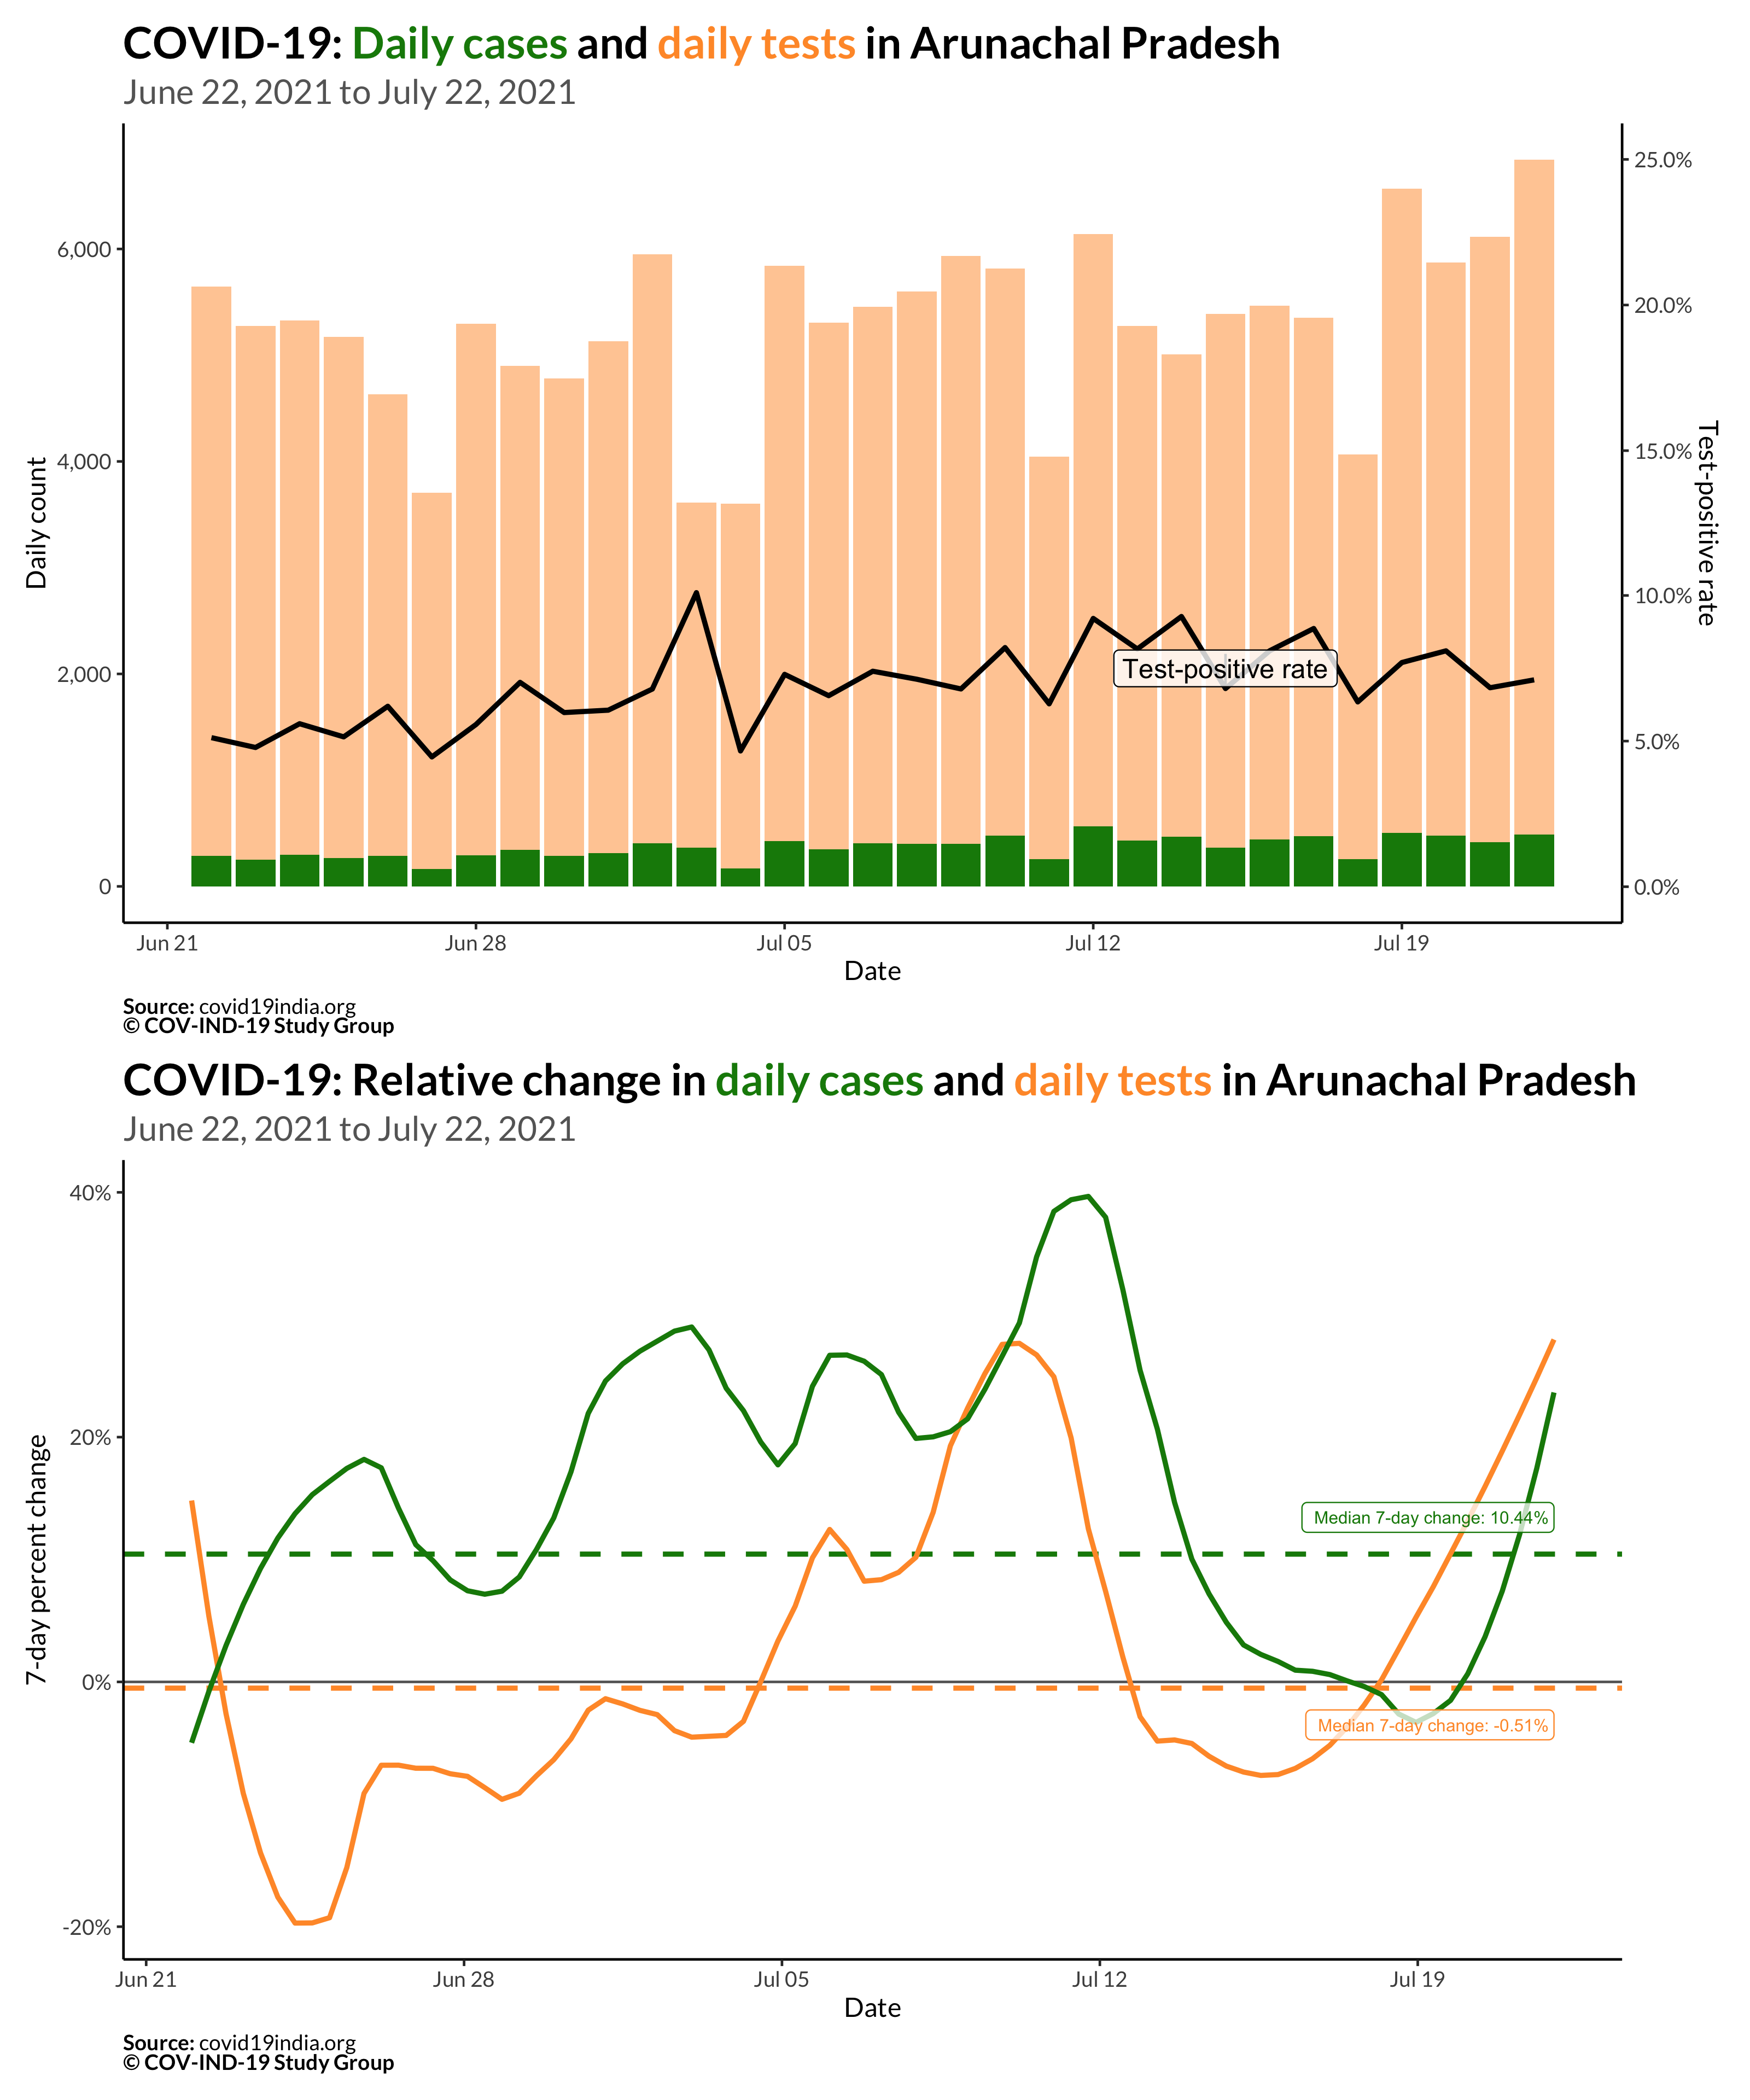 COVID-19: Daily cases and daily tests in Arunachal Pradesh
June 22, 2021 to July 22, 2021
Daily count
6,000
4,000
2,000
0
25.0%
20.0%
15.0%
10.0%
5.0%
0.0%
Test-positive rate
Test-positive rate
Jun 21
Jun 28
Jul 05
Jul 12
Jul 19
Date
Source: covid19india.org
© COV-IND-19 Study Group
COVID-19: Relative change in daily cases and daily tests in Arunachal Pradesh
June 22, 2021 to July 22, 2021
7-day percent change
40%
20%
0%
-20%
Median 7-day change: 10.44%
Median 7-day change: -0.51%
Jun 21
Jun 28
Jul 05
Jul 12
Jul 19
Date
Source: covid19india.org
© COV-IND-19 Study Group